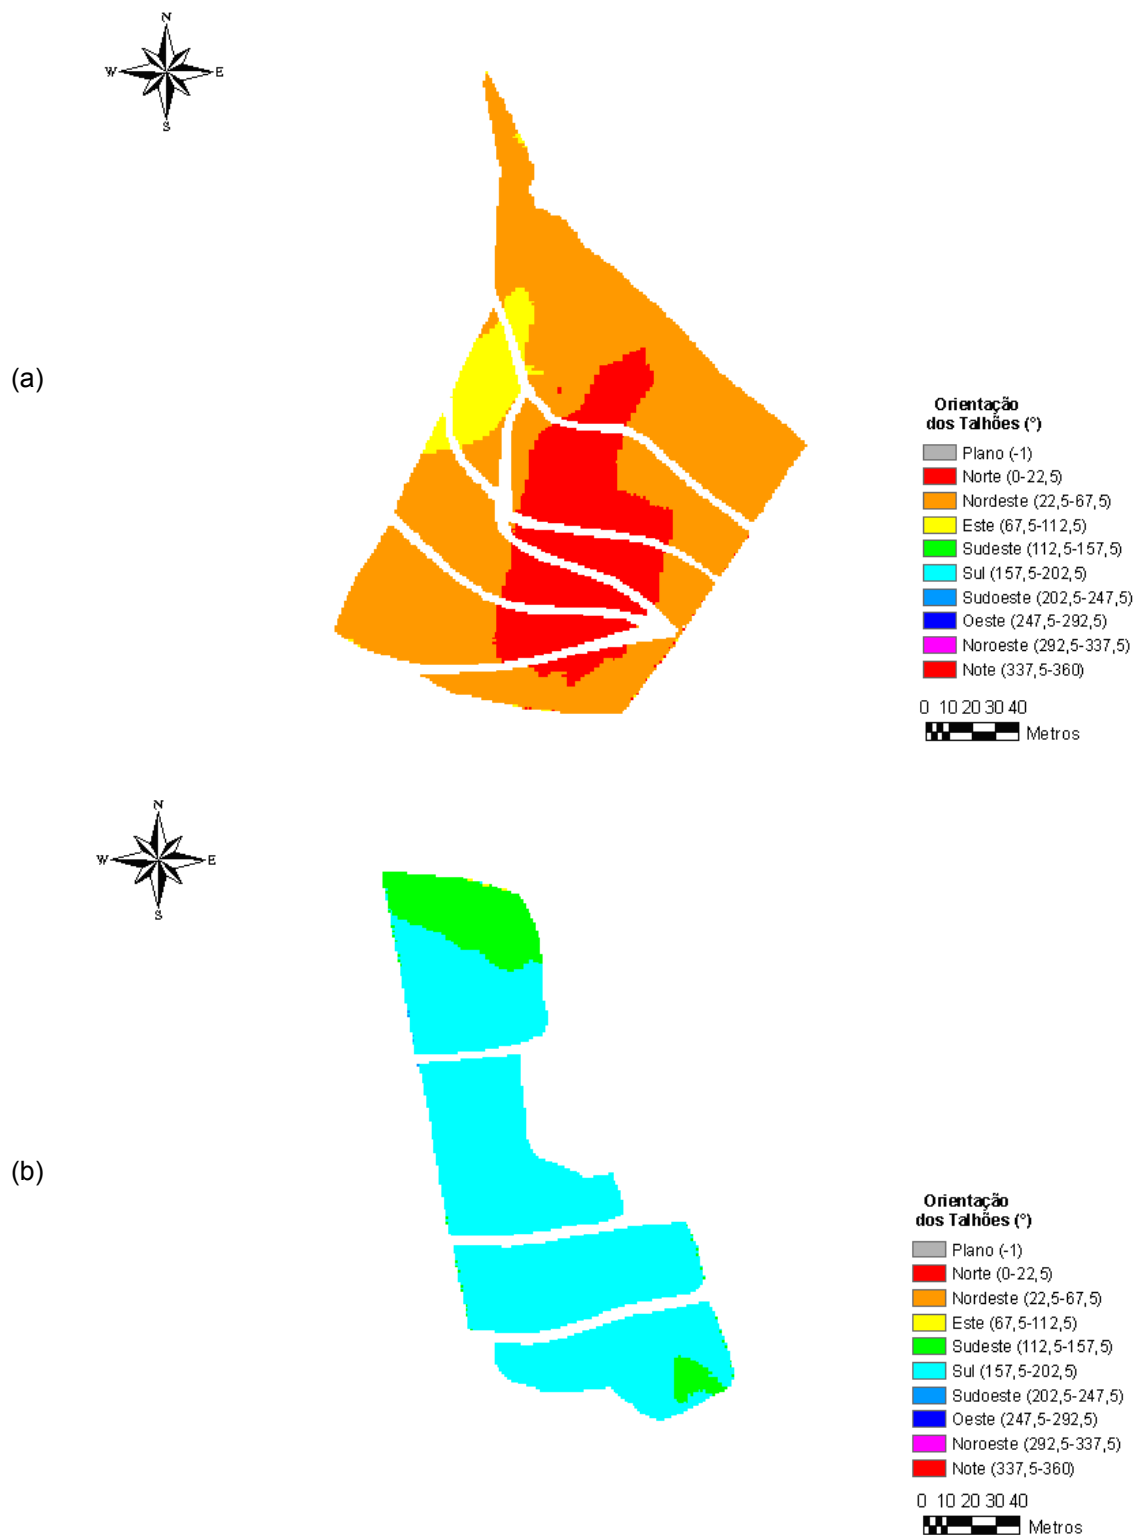 N
W E
S
(a)
Orientação
dos Talhões (°)
Plano (-1)
Norte (0-22,5)
Nordeste (22,5-67,5)
Este (67,5-112,5)
Sudeste (112,5-157,5)
Sul (157,5-202,5)
Sudoeste (202,5-247,5)
Oeste (247,5-292,5)
Noroeste (292,5-337,5)
Note (337,5-360)
0 10 20 30 40
Metros
N
W E
S
(b)
Orientação
dos Talhões (°)
Plano (-1)
Norte (0-22,5)
Nordeste (22,5-67,5)
Este (67,5-112,5)
Sudeste (112,5-157,5)
Sul (157,5-202,5)
Sudoeste (202,5-247,5)
Oeste (247,5-292,5)
Noroeste (292,5-337,5)
Note (337,5-360)
0 10 20 30 40
Metros